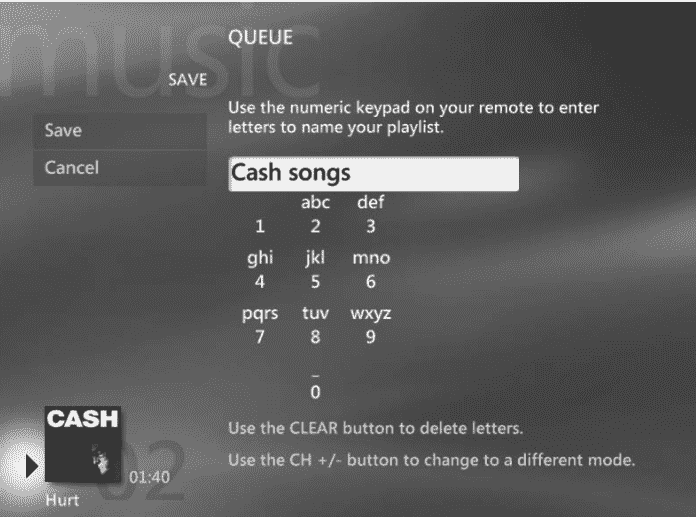 music
QUEUE
SAVE
Use the numeric keypad on your remote to enter
letters to name your playlist.
Save
Cancel
Cash songs
abc def
1 2 3
ghi jkl mno
4 5 6
pqrs tuv wxyz
7 8 9
_
0
Use the CLEAR button to delete letters.
Use the CH +/- button to change to a different mode.
CASH
02
01:40
Hurt